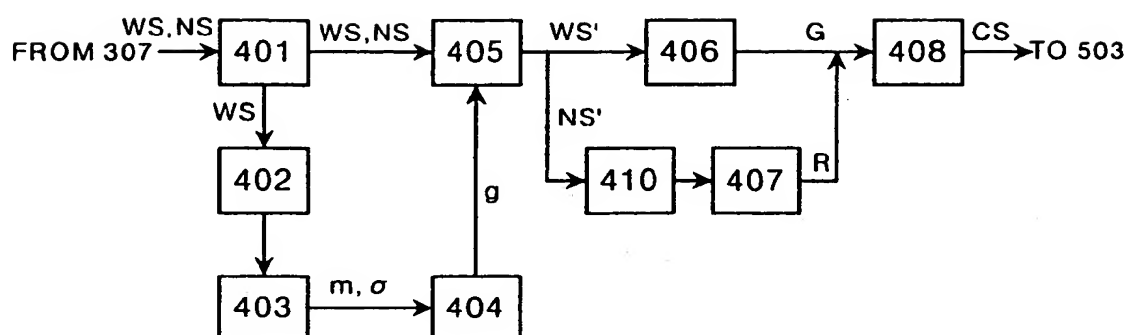 FROM 307
WS,NS
401
WS,NS
405
WS'
406
G
408
CS
TO 503
WS
NS'
402
410
407
R
g
403
m, σ
404